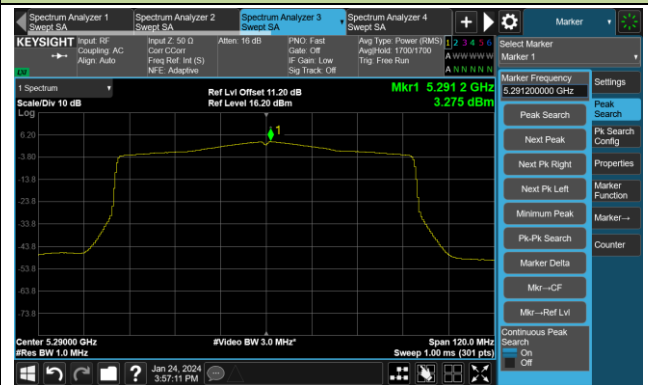 Spectrum Analyzer 1
Swept SA
Spectrum Analyzer 2
Swept SA
Spectrum Analyzer 3
Swept SA
Spectrum Analyzer 4
Swept SA
+
Marker
KEYSIGHT
Input: RF
Coupling: AC
Align: Auto
Input Z: 50 Ω
Corr CCorr
Freq Ref: Int (S)
NFE: Adaptive
Atten: 16 dB
PNO: Fast
Gate: Off
IF Gain: Low
Sig Track: Off
Avg Type: Power (RMS)
Avg|Hold: 1700/1700
Trig: Free Run
1 2 3 4 5 6
A W W W W W
A N N N N N
Select Marker
Marker 1
LXI
1 Spectrum
Scale/Div 10 dB
Log
Ref Lvl Offset 11.20 dB
Ref Level 16.20 dBm
Mkr1 5.291 2 GHz
3.275 dBm
1
6.20
-3.80
-13.8
-23.8
-33.8
-43.8
-53.8
-63.8
-73.8
Center 5.29000 GHz
#Res BW 1.0 MHz
#Video BW 3.0 MHz*
Span 120.0 MHz
Sweep 1.00 ms (301 pts)
Marker Frequency
5.291200000 GHz
Peak Search
Next Peak
Next Pk Right
Next Pk Left
Minimum Peak
Pk-Pk Search
Marker Delta
Mkr→CF
Mkr→Ref Lvl
Continuous Peak
Search
On
Off
Settings
Peak
Search
Pk Search
Config
Properties
Marker
Function
Marker→
Counter
?
Jan 24, 2024
3:57:11 PM